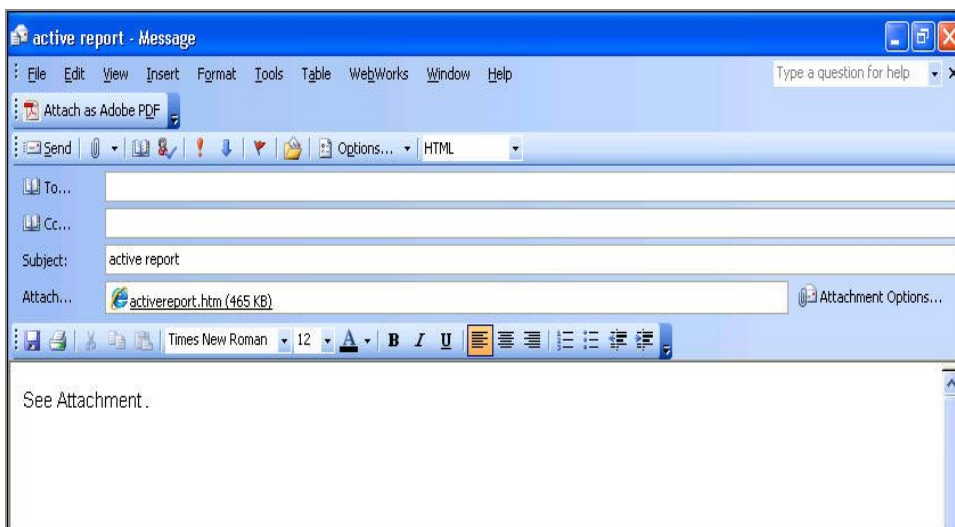 active report - Message
File Edit View Insert Format Tools Table WebWorks Window Help Type a question for help
Attach as Adobe PDF
Send Options... HTML
To...
Cc...
Subject: active report
Attach... activereport.htm (465 KB) Attachment Options...
Times New Roman 12 A B I U
See Attachment .